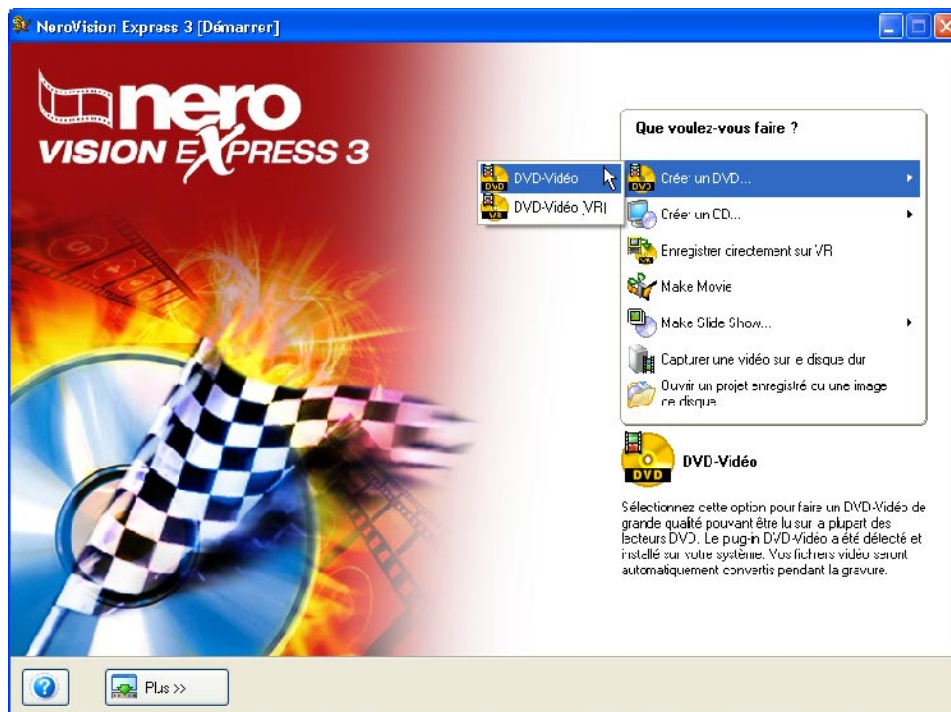 NeroVision Express 3 [Démarrer]
nero
VISION EXPRESS 3
Que voulez-vous faire ?
Créer un DVD...
DVD-Vidéo
DVD-Vidéo (VR)
Créer un CD...
Enregistrer directement sur VR
Make Movie
Make Slide Show...
Capturer une vidéo sur le disque dur
Ouvrir un projet enregistré ou une image
de disque...
DVD
DVD-Vidéo
Sélectionnez cette option pour faire un DVD-Vidéo de
grande qualité pouvant être lu sur la plupart des
lecteurs DVD. Le plug-in DVD-Vidéo a été détecté et
installé sur votre système. Vos fichiers vidéo seront
automatiquement convertis pendant la gravure.
Plus >>